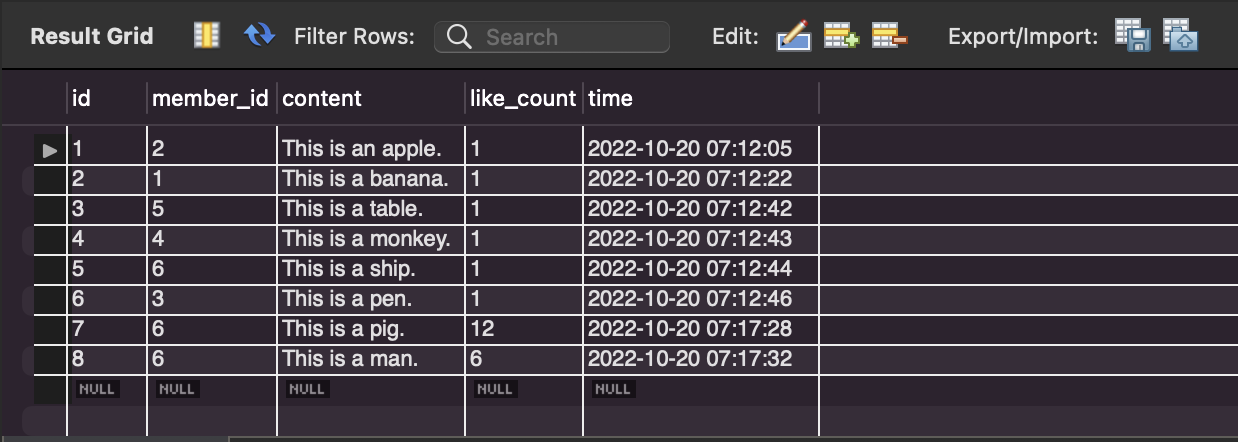 Result Grid Filter Rows: Search Edit: Export/Import:
id member_id content like_count time
1 2 This is an apple. 1 2022-10-20 07:12:05
2 1 This is a banana. 1 2022-10-20 07:12:22
3 5 This is a table. 1 2022-10-20 07:12:42
4 4 This is a monkey. 1 2022-10-20 07:12:43
5 6 This is a ship. 1 2022-10-20 07:12:44
6 3 This is a pen. 1 2022-10-20 07:12:46
7 6 This is a pig. 12 2022-10-20 07:17:28
8 6 This is a man. 6 2022-10-20 07:17:32
NULL NULL NULL NULL NULL